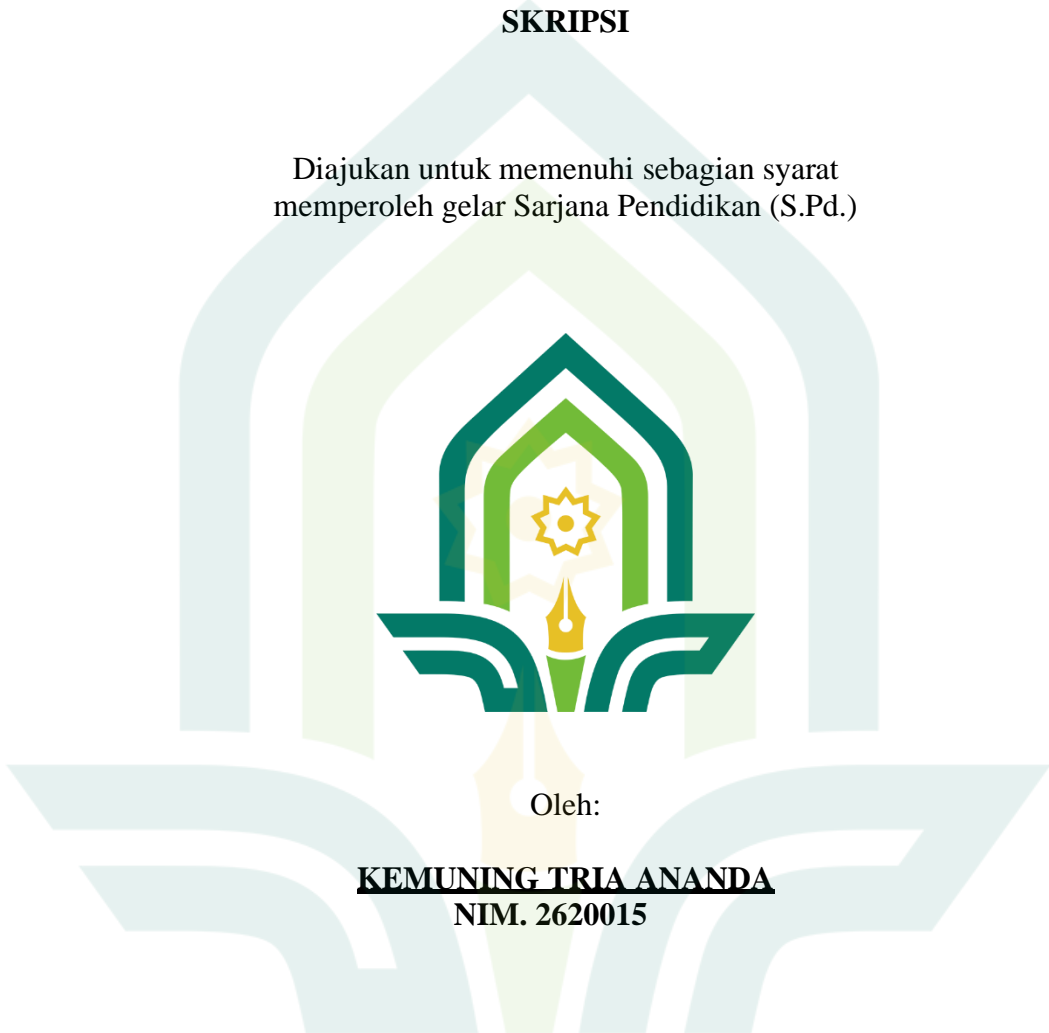 SKRIPSI
Diajukan untuk memenuhi sebagian syarat
memperoleh gelar Sarjana Pendidikan (S.Pd.)
Oleh:
KEMUNING TRIA ANANDA
NIM. 2620015